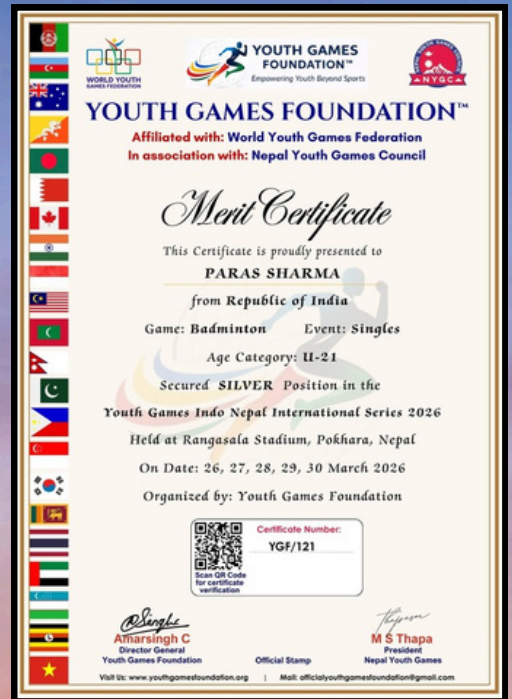 WORLD YOUTH
GAMES FEDERATION
YOUTH GAMES
FOUNDATION™
Empowering Youth Beyond Sports
NYGC
YOUTH GAMES FOUNDATION™
Affiliated with: World Youth Games Federation
In association with: Nepal Youth Games Council
Merit Certificate
This Certificate is proudly presented to
PARAS SHARMA
from Republic of India
Game: Badminton Event: Singles
Age Category: U-21
Secured SILVER Position in the
Youth Games Indo Nepal International Series 2026
Held at Rangasala Stadium, Pokhara, Nepal
On Date: 26, 27, 28, 29, 30 March 2026
Organized by: Youth Games Foundation
Certificate Number:
YGF/121
Scan QR Code
for certificate
verification
Amarsingh C
Director General
Youth Games Foundation
Official Stamp
M S Thapa
President
Nepal Youth Games
Visit Us: www.youthgamesfoundation.org | Mail: officialyouthgamesfoundation@gmail.com